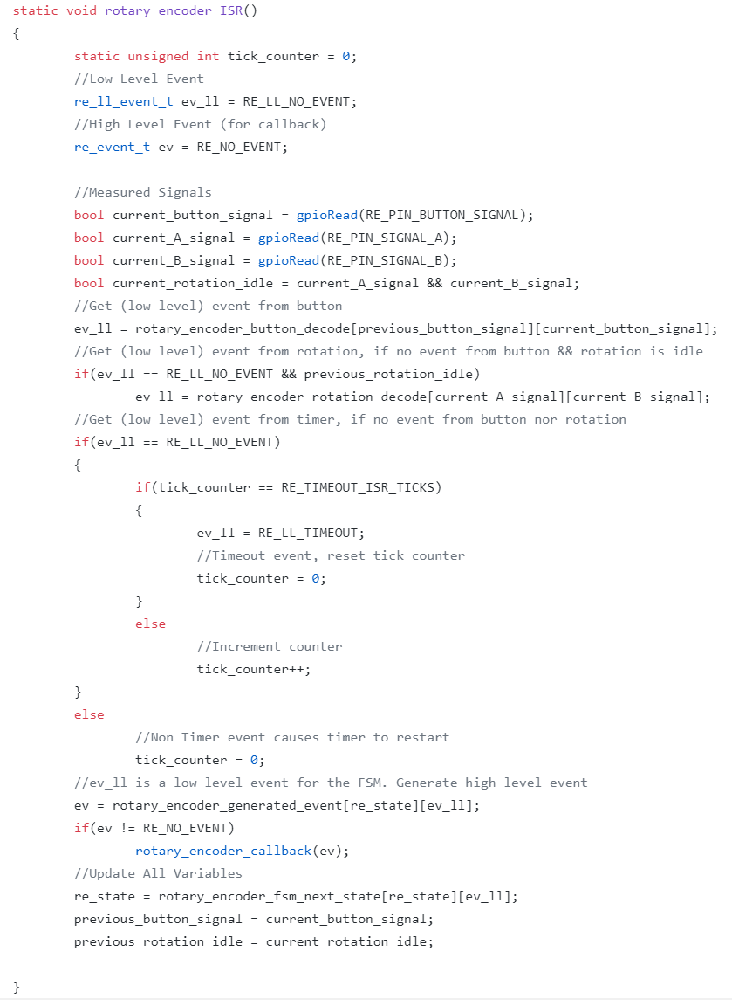 static void rotary_encoder_ISR()
{
static unsigned int tick_counter = 0;
//Low Level Event
re_ll_event_t ev_ll = RE_LL_NO_EVENT;
//High Level Event (for callback)
re_event_t ev = RE_NO_EVENT;
//Measured Signals
bool current_button_signal = gpioRead(RE_PIN_BUTTON_SIGNAL);
bool current_A_signal = gpioRead(RE_PIN_SIGNAL_A);
bool current_B_signal = gpioRead(RE_PIN_SIGNAL_B);
bool current_rotation_idle = current_A_signal && current_B_signal;
//Get (low level) event from button
ev_ll = rotary_encoder_button_decode[previous_button_signal][current_button_signal];
//Get (low level) event from rotation, if no event from button && rotation is idle
if(ev_ll == RE_LL_NO_EVENT && previous_rotation_idle)
ev_ll = rotary_encoder_rotation_decode[current_A_signal][current_B_signal];
//Get (low level) event from timer, if no event from button nor rotation
if(ev_ll == RE_LL_NO_EVENT)
{
if(tick_counter == RE_TIMEOUT_ISR_TICKS)
{
ev_ll = RE_LL_TIMEOUT;
//Timeout event, reset tick counter
tick_counter = 0;
}
else
//Increment counter
tick_counter++;
}
else
//Non Timer event causes timer to restart
tick_counter = 0;
//ev_ll is a low level event for the FSM. Generate high level event
ev = rotary_encoder_generated_event[re_state][ev_ll];
if(ev != RE_NO_EVENT)
rotary_encoder_callback(ev);
//Update All Variables
re_state = rotary_encoder_fsm_next_state[re_state][ev_ll];
previous_button_signal = current_button_signal;
previous_rotation_idle = current_rotation_idle;
}